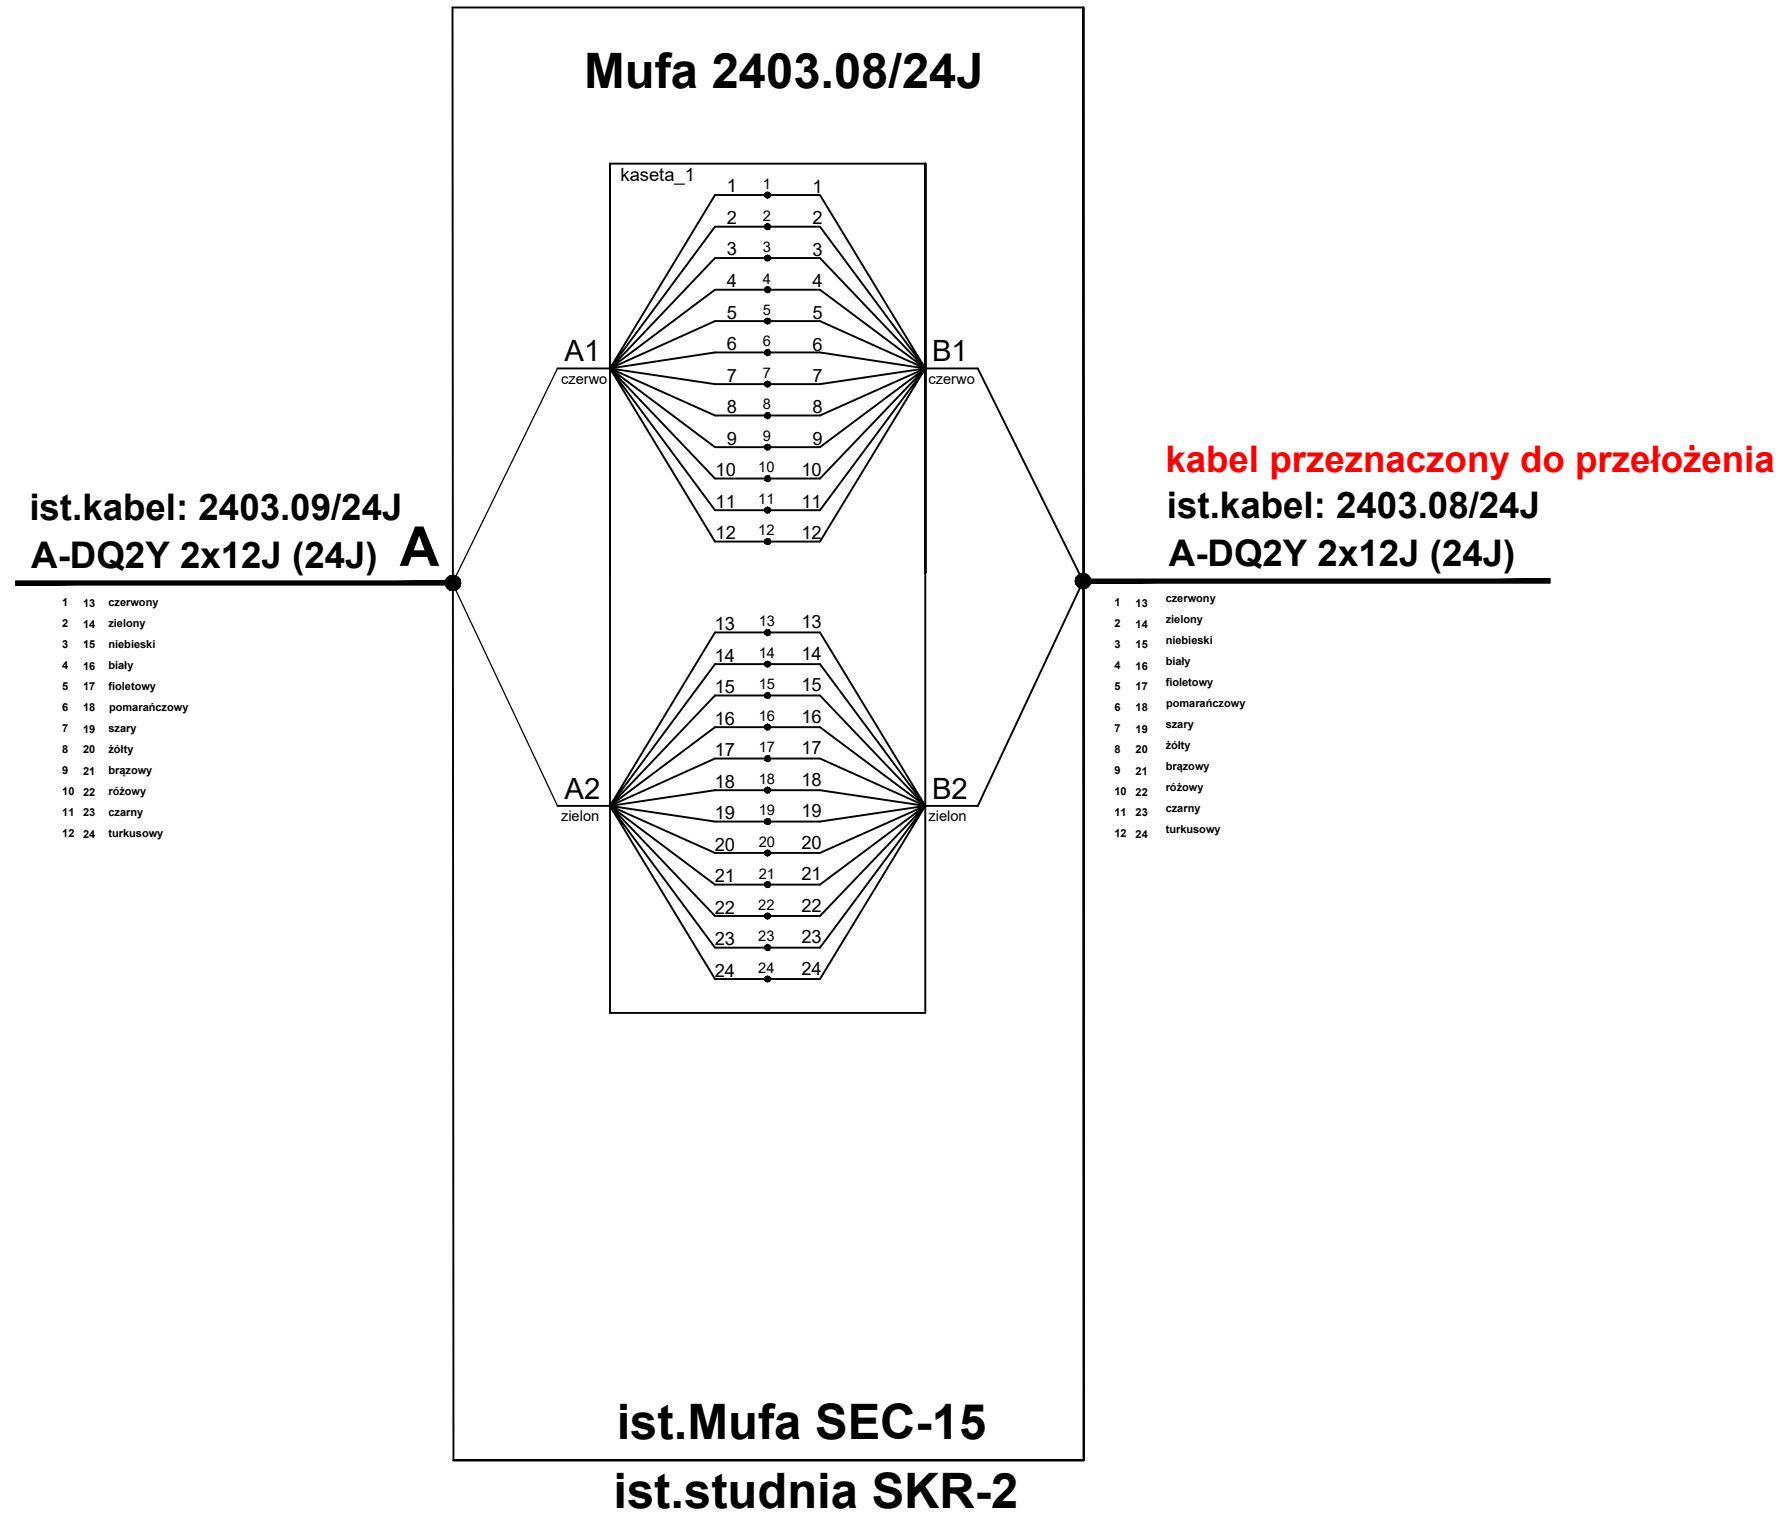 Mufa 2403.08/24J
kaseta_1
1 1 1
2 2 2
3 3 3
4 4 4
5 5 5
6 6 6
7 7 7
8 8 8
9 9 9
10 10 10
11 11 11
12 12 12
A1
czerwo
B1
czerwo
ist.kabel: 2403.09/24J
A-DQ2Y 2x12J (24J) A
1 13 czerwony
2 14 zielony
3 15 niebieski
4 16 biały
5 17 fioletowy
6 18 pomarańczowy
7 19 szary
8 20 żółty
9 21 brązowy
10 22 różowy
11 23 czarny
12 24 turkusowy
kabel przeznaczony do przełożenia
ist.kabel: 2403.08/24J
A-DQ2Y 2x12J (24J)
1 13 czerwony
2 14 zielony
3 15 niebieski
4 16 biały
5 17 fioletowy
6 18 pomarańczowy
7 19 szary
8 20 żółty
9 21 brązowy
10 22 różowy
11 23 czarny
12 24 turkusowy
13 13 13
14 14 14
15 15 15
16 16 16
17 17 17
18 18 18
19 19 19
20 20 20
21 21 21
22 22 22
23 23 23
24 24 24
A2
zielon
B2
zielon
ist.Mufa SEC-15
ist.studnia SKR-2